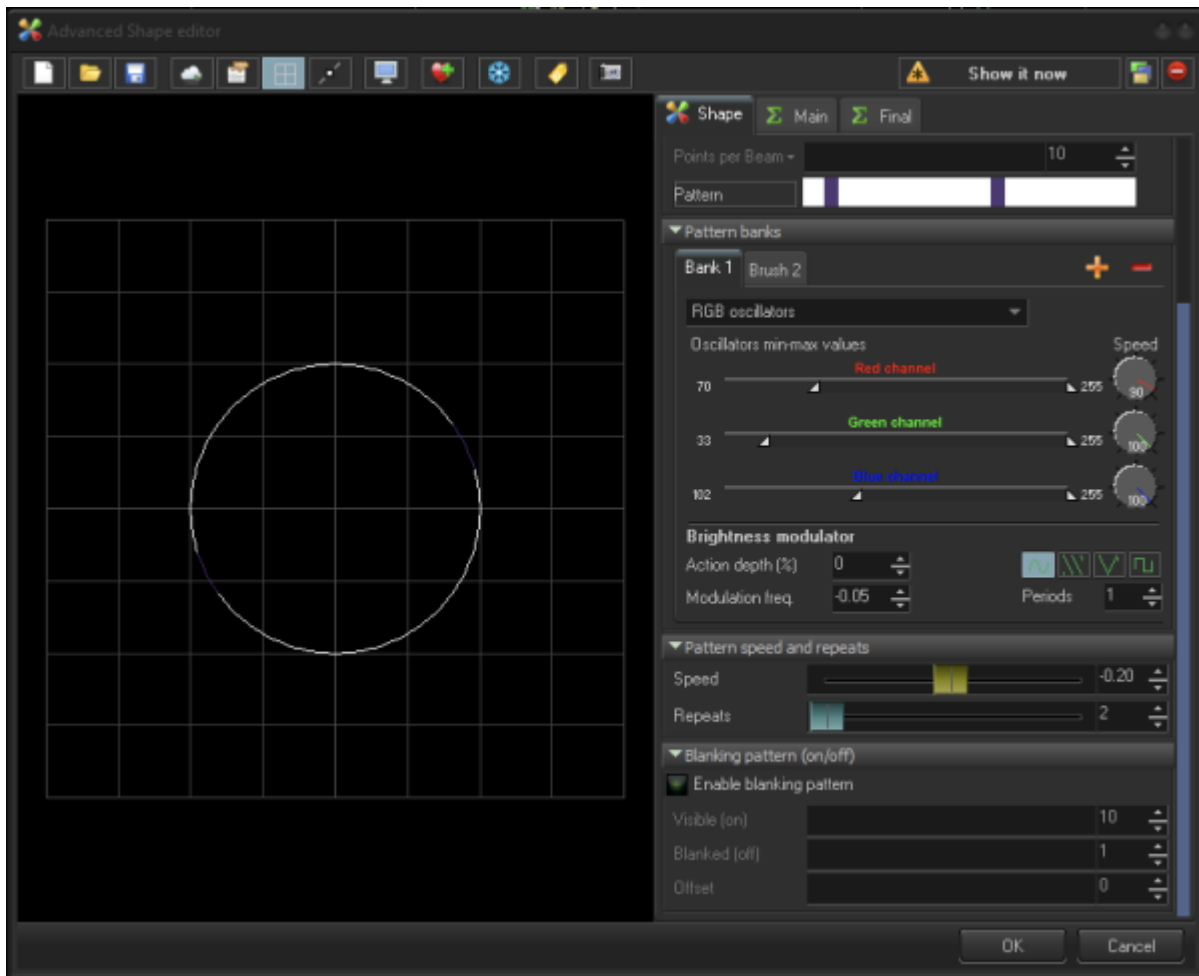 Advanced Shape editor
Show it now
Shape Main Final
Points per Beam 10
Pattern
Pattern banks
Bank 1 Brush 2
RGB oscillators
Oscillators min-max values Speed
Red channel
70 255 90
Green channel
33 255 100
Blue channel
102 255 100
Brightness modulator
Action depth (%) 0
Modulation freq. -0.05 Periods 1
Pattern speed and repeats
Speed -0.20
Repeats 2
Blanking pattern (on/off)
Enable blanking pattern
Visible (on) 10
Blanked (off) 1
Offset 0
OK Cancel